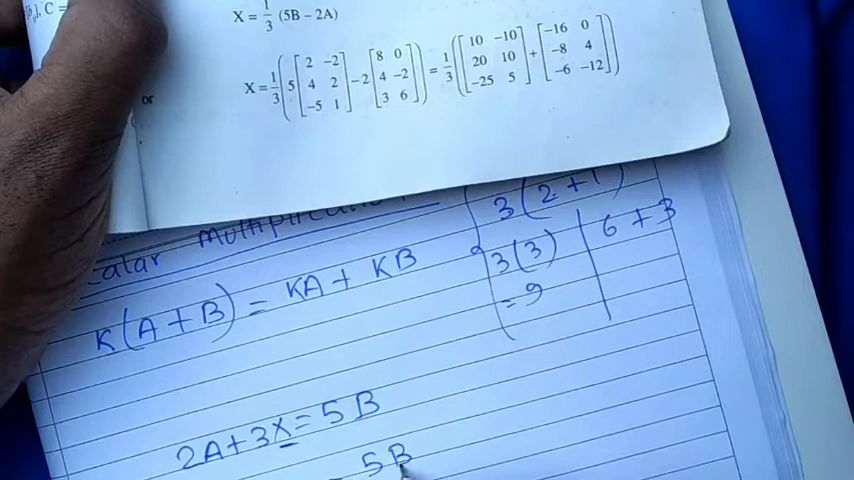 [b_ij], C =
X = 1/3 (5B − 2A)
or X = 1/3 ( 5 [2 −2; 4 2; −5 1] − 2 [8 0; 4 −2; 3 6] ) = 1/3 ( [10 −10; 20 10; −25 5] + [−16 0; −8 4; −6 −12] )
calar multiplication
K(A + B) = KA + KB
3(2 + 1)
3(3) 6 + 3
= 9
2A + 3X = 5B
5B